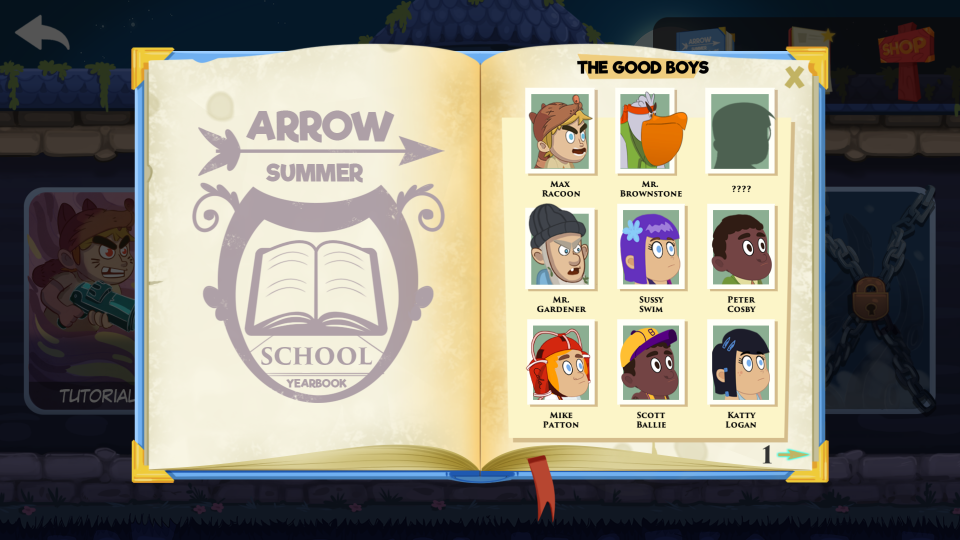 ARROW
SUMMER
SCHOOL
YEARBOOK
THE GOOD BOYS
X
MAX
RACOON
MR.
BROWNSTONE
????
MR.
GARDENER
SUSSY
SWIM
PETER
COSBY
MIKE
PATTON
SCOTT
BALLIE
KATTY
LOGAN
1
SHOP
TUTORIAL
B